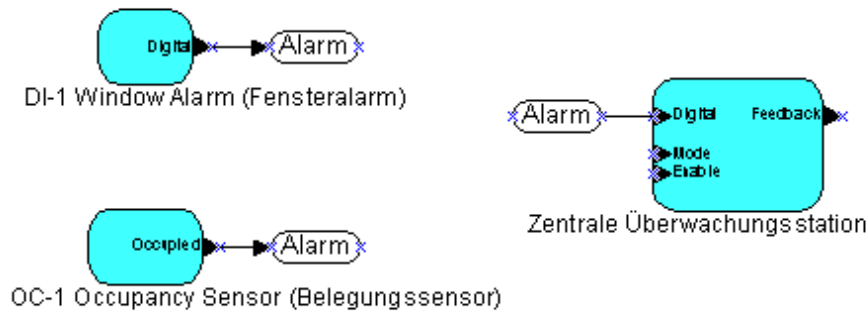 Digital
Alarm
DI-1 Window Alarm (Fensteralarm)
Alarm
Digital
Feedback
Mode
Enable
Zentrale Überwachungsstation
Occupied
Alarm
OC-1 Occupancy Sensor (Belegungssensor)